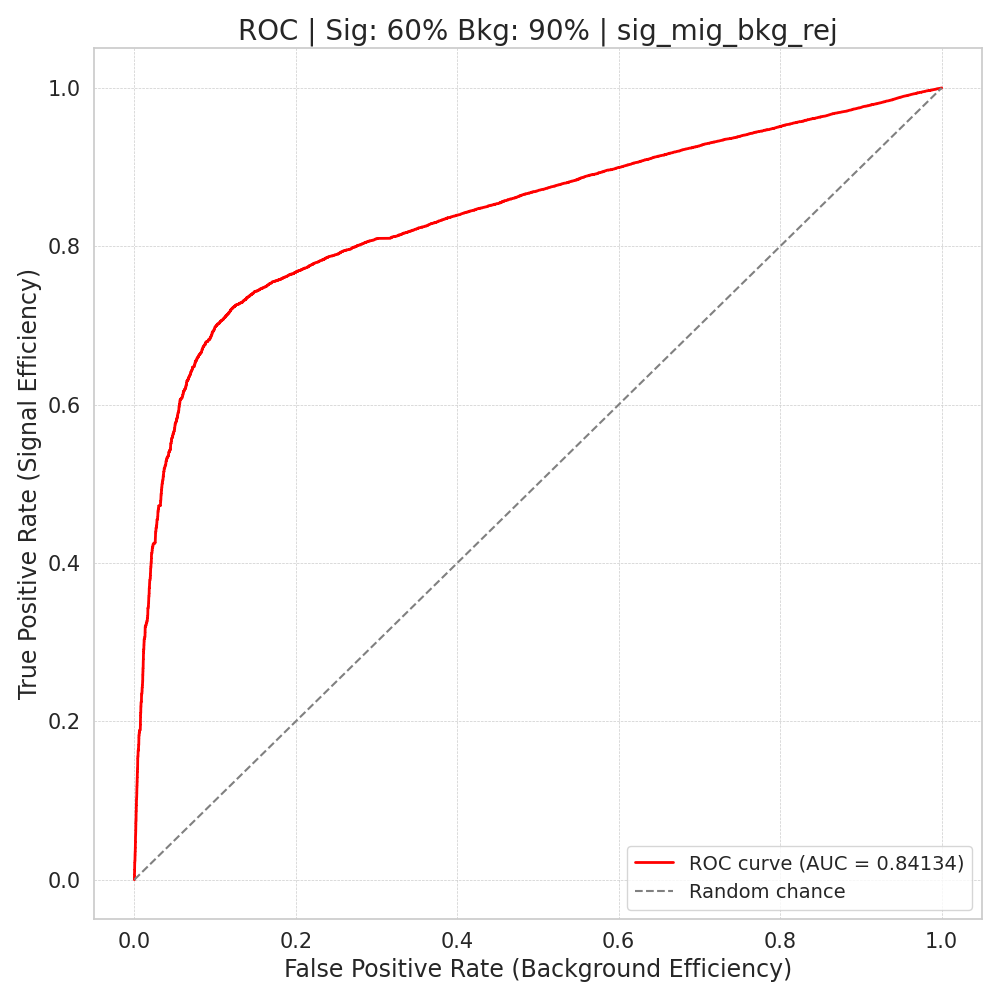 ROC | Sig: 60% Bkg: 90% | sig_mig_bkg_rej
True Positive Rate (Signal Efficiency)
1.0
0.8
0.6
0.4
0.2
0.0
ROC curve (AUC = 0.84134)
Random chance
0.0 0.2 0.4 0.6 0.8 1.0
False Positive Rate (Background Efficiency)